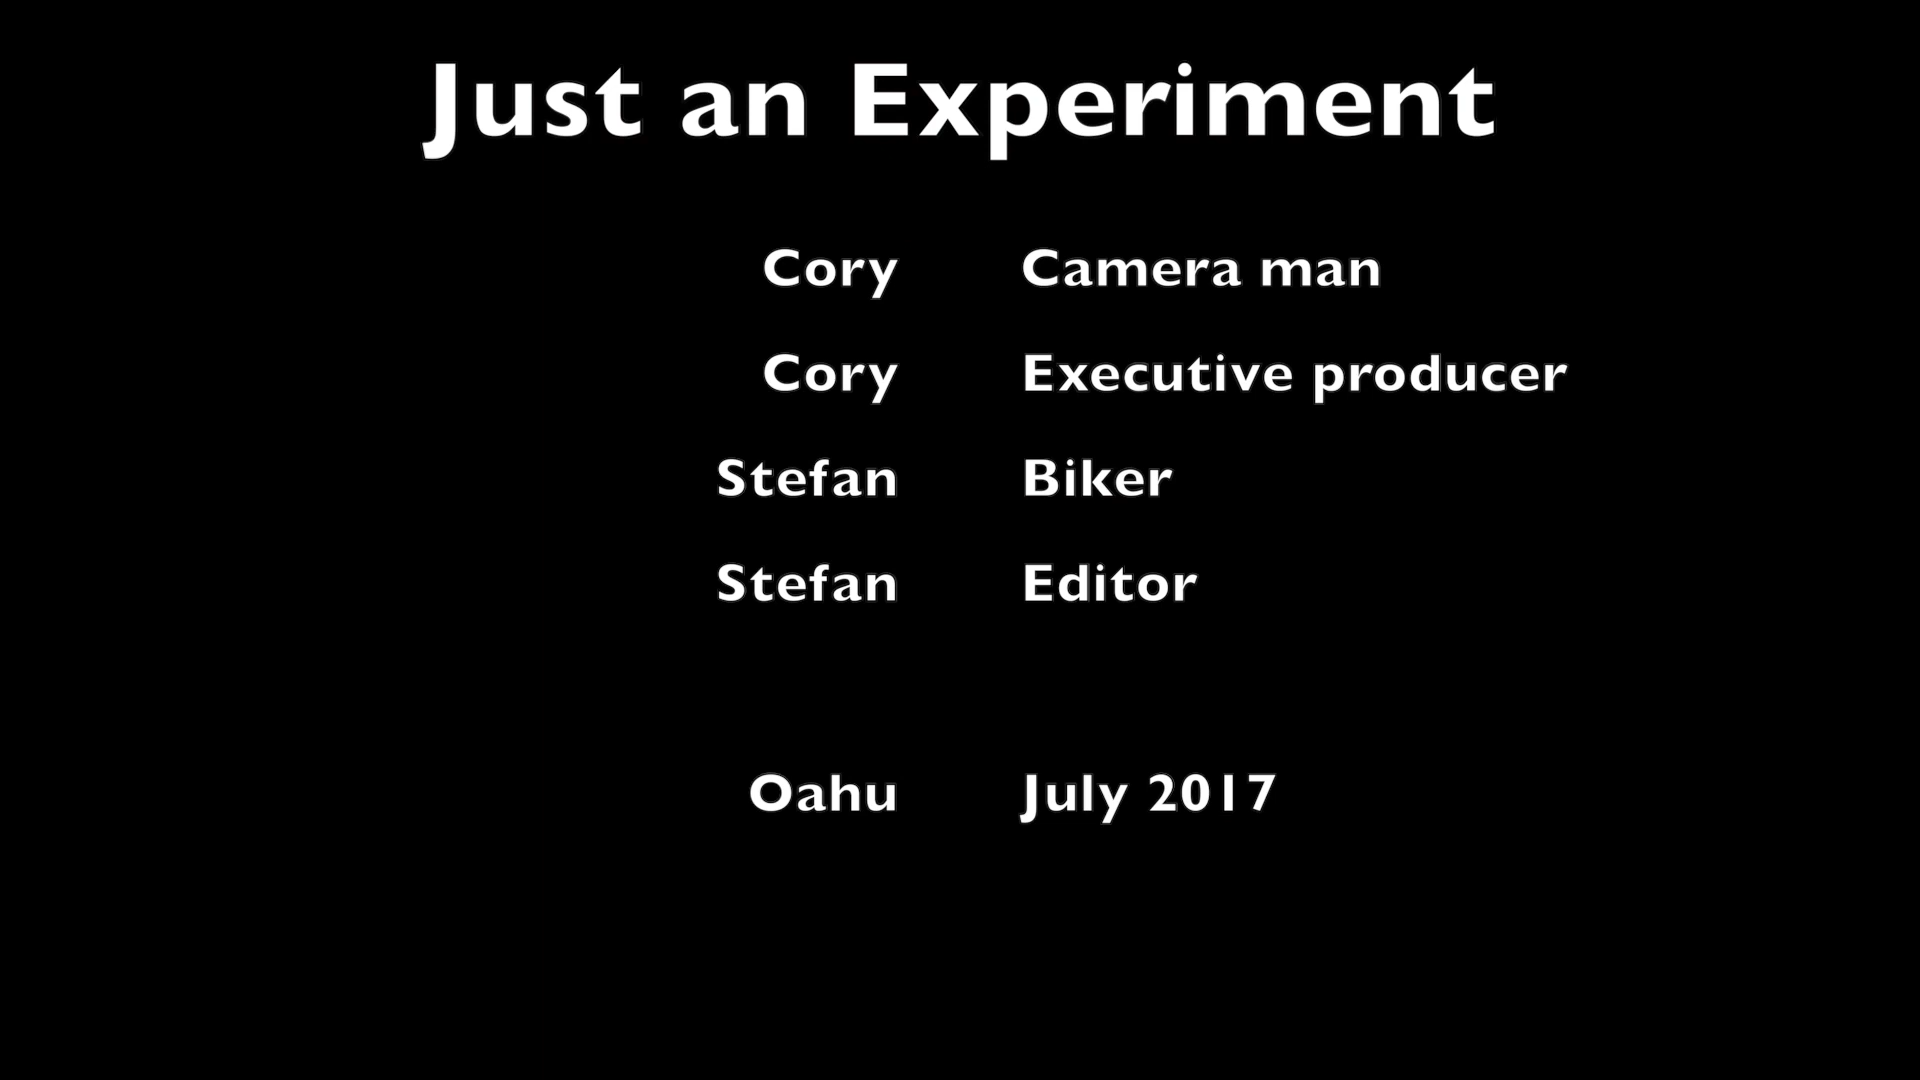 Just an Experiment
Cory Camera man
Cory Executive producer
Stefan Biker
Stefan Editor
Oahu July 2017